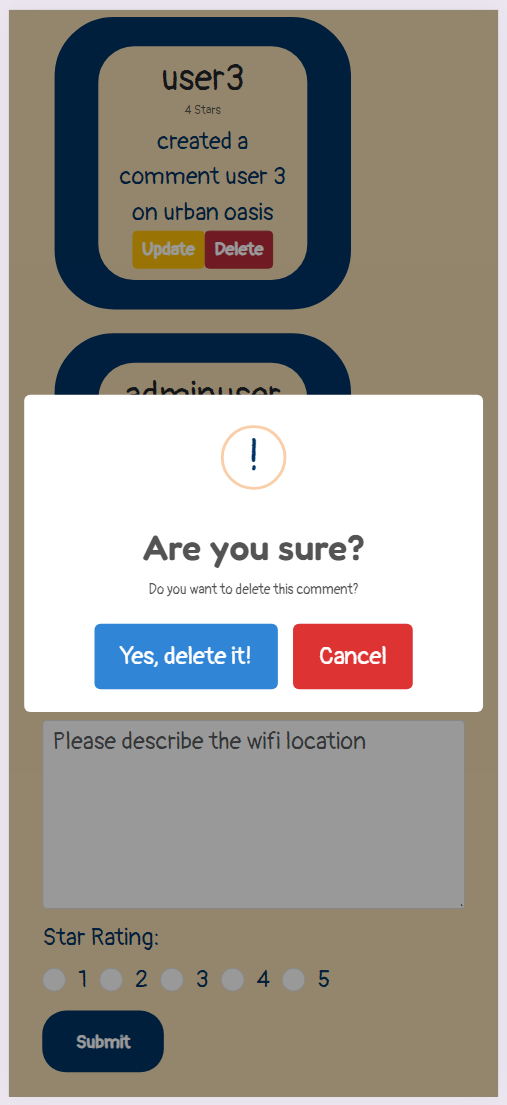 user3
4 Stars
created a
comment user 3
on urban oasis
Update Delete
adminuser
!
Are you sure?
Do you want to delete this comment?
Yes, delete it! Cancel
Please describe the wifi location
Star Rating:
1 2 3 4 5
Submit